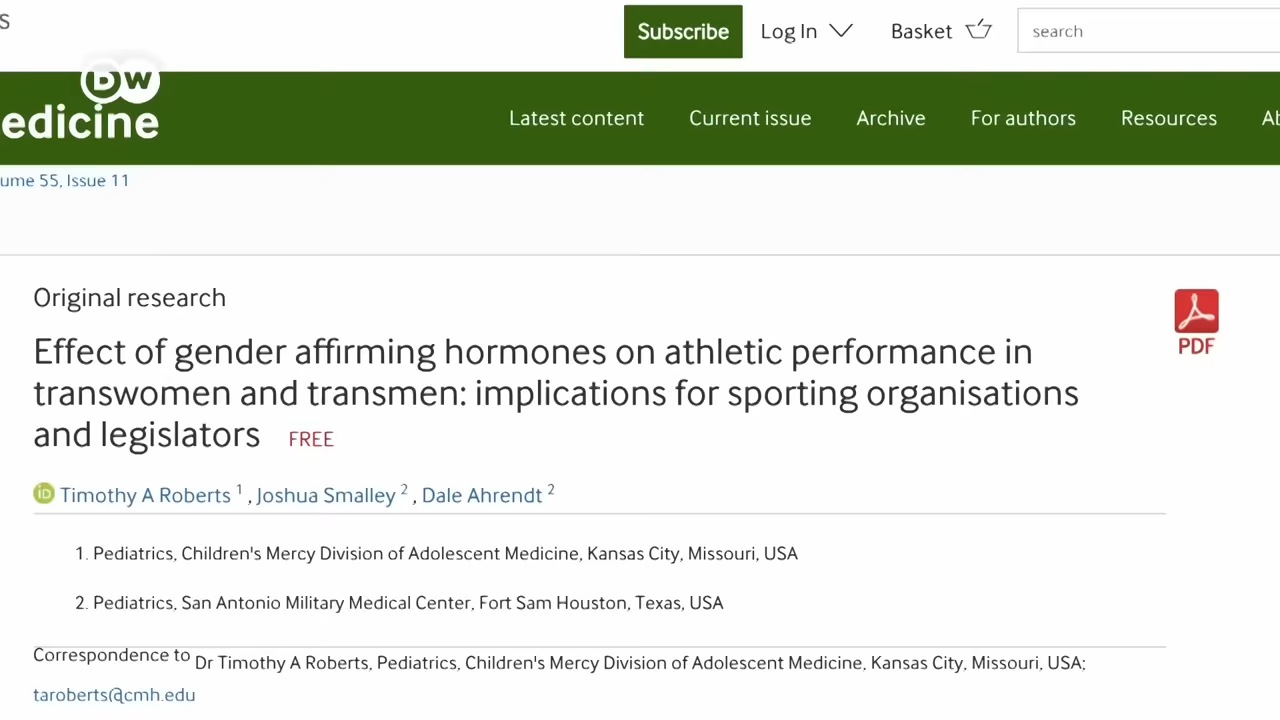 S
Subscribe Log In Basket search
DW
edicine Latest content Current issue Archive For authors Resources Ab
ume 55, Issue 11
Original research
Effect of gender affirming hormones on athletic performance in
transwomen and transmen: implications for sporting organisations
and legislators FREE
PDF
iD Timothy A Roberts 1 , Joshua Smalley 2 , Dale Ahrendt 2
1. Pediatrics, Children's Mercy Division of Adolescent Medicine, Kansas City, Missouri, USA
2. Pediatrics, San Antonio Military Medical Center, Fort Sam Houston, Texas, USA
Correspondence to Dr Timothy A Roberts, Pediatrics, Children's Mercy Division of Adolescent Medicine, Kansas City, Missouri, USA;
taroberts@cmh.edu